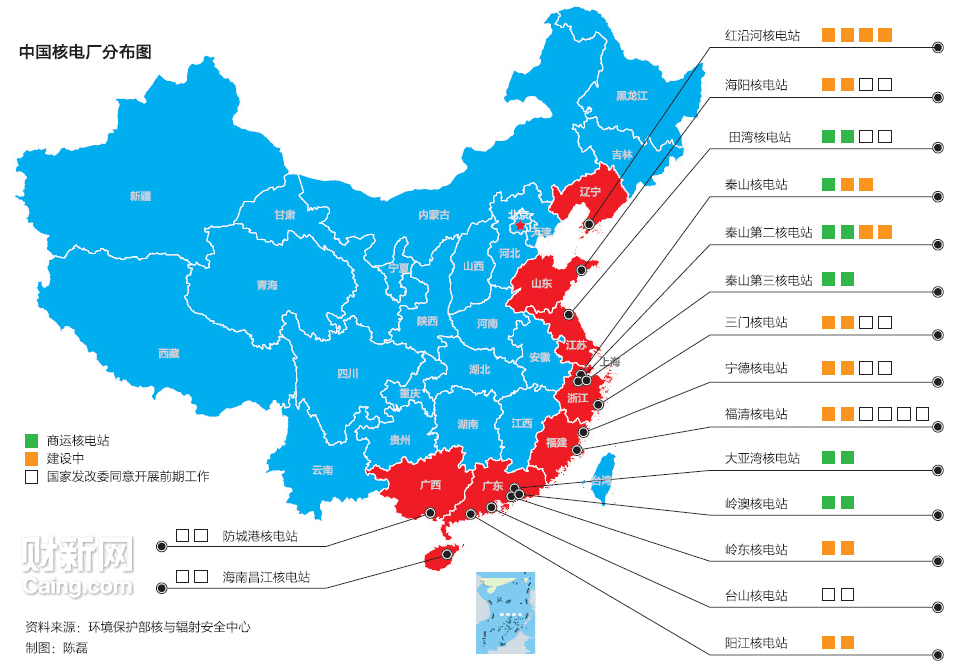 中国核电厂分布图
红沿河核电站
海阳核电站
田湾核电站
秦山核电站
秦山第二核电站
秦山第三核电站
三门核电站
宁德核电站
福清核电站
大亚湾核电站
岭澳核电站
岭东核电站
台山核电站
阳江核电站
防城港核电站
海南昌江核电站
黑龙江
吉林
辽宁
新疆
甘肃
内蒙古
北京
天津
河北
山西
宁夏
青海
山东
陕西
河南
江苏
西藏
安徽
上海
四川
湖北
重庆
浙江
湖南
江西
贵州
福建
云南
广西
广东
台湾
商运核电站
建设中
国家发改委同意开展前期工作
财新网
Caing.com
资料来源：环境保护部核与辐射安全中心
制图：陈磊